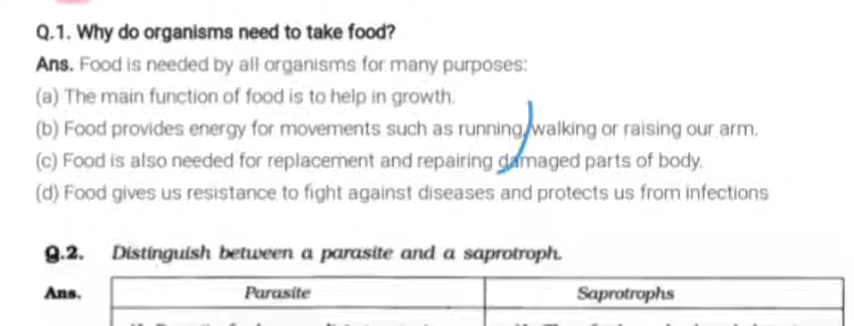 Q.1. Why do organisms need to take food?
Ans. Food is needed by all organisms for many purposes:
(a) The main function of food is to help in growth.
(b) Food provides energy for movements such as running, walking or raising our arm.
(c) Food is also needed for replacement and repairing damaged parts of body.
(d) Food gives us resistance to fight against diseases and protects us from infections
Q.2. Distinguish between a parasite and a saprotroph.
Ans. Parasite Saprotrophs